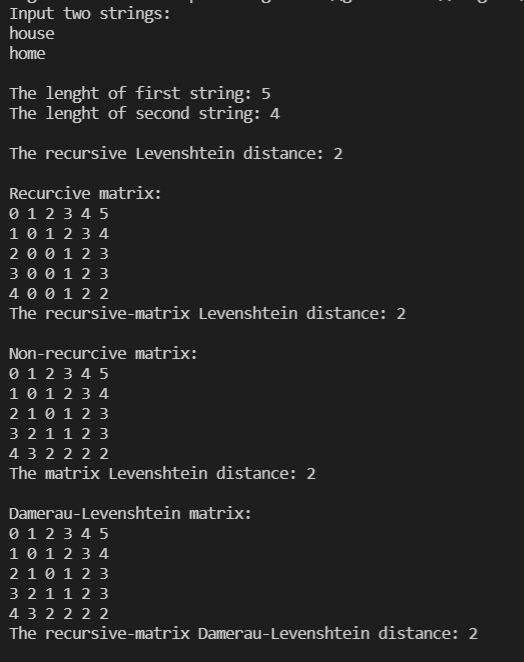 Input two strings:
house
home
The lenght of first string: 5
The lenght of second string: 4
The recursive Levenshtein distance: 2
Recurcive matrix:
0 1 2 3 4 5
1 0 1 2 3 4
2 0 0 1 2 3
3 0 0 1 2 3
4 0 0 1 2 2
The recursive-matrix Levenshtein distance: 2
Non-recurcive matrix:
0 1 2 3 4 5
1 0 1 2 3 4
2 1 0 1 2 3
3 2 1 1 2 3
4 3 2 2 2 2
The matrix Levenshtein distance: 2
Damerau-Levenshtein matrix:
0 1 2 3 4 5
1 0 1 2 3 4
2 1 0 1 2 3
3 2 1 1 2 3
4 3 2 2 2 2
The recursive-matrix Damerau-Levenshtein distance: 2